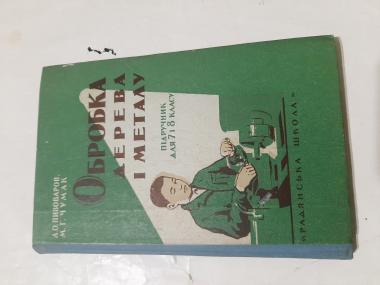 А.О.ПИВОВАРОВ,
М.Г.ЧУМАК
ОБРОБКА
ДЕРЕВА
І МЕТАЛУ
ПІДРУЧНИК
ДЛЯ 7 І 8 КЛАСУ
„РАДЯНСЬКА ШКОЛА"